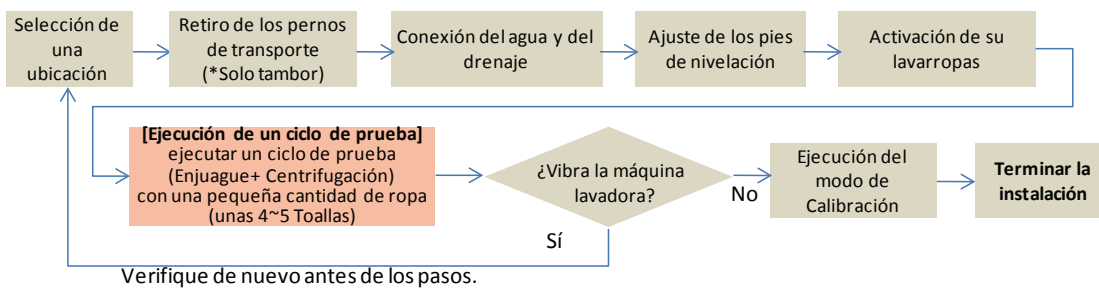 Selección de
una
ubicación
Retiro de los pernos
de transporte
(*Solo tambor)
Conexión del agua y del
drenaje
Ajuste de los pies
de nivelación
Activación de su
lavarropas
[Ejecución de un ciclo de prueba]
ejecutar un ciclo de prueba
(Enjuague+ Centrifugación)
con una pequeña cantidad de ropa
(unas 4~5 Toallas)
¿Vibra la máquina
lavadora?
No
Ejecución del
modo de
Calibración
Terminar la
instalación
Sí
Verifique de nuevo antes de los pasos.